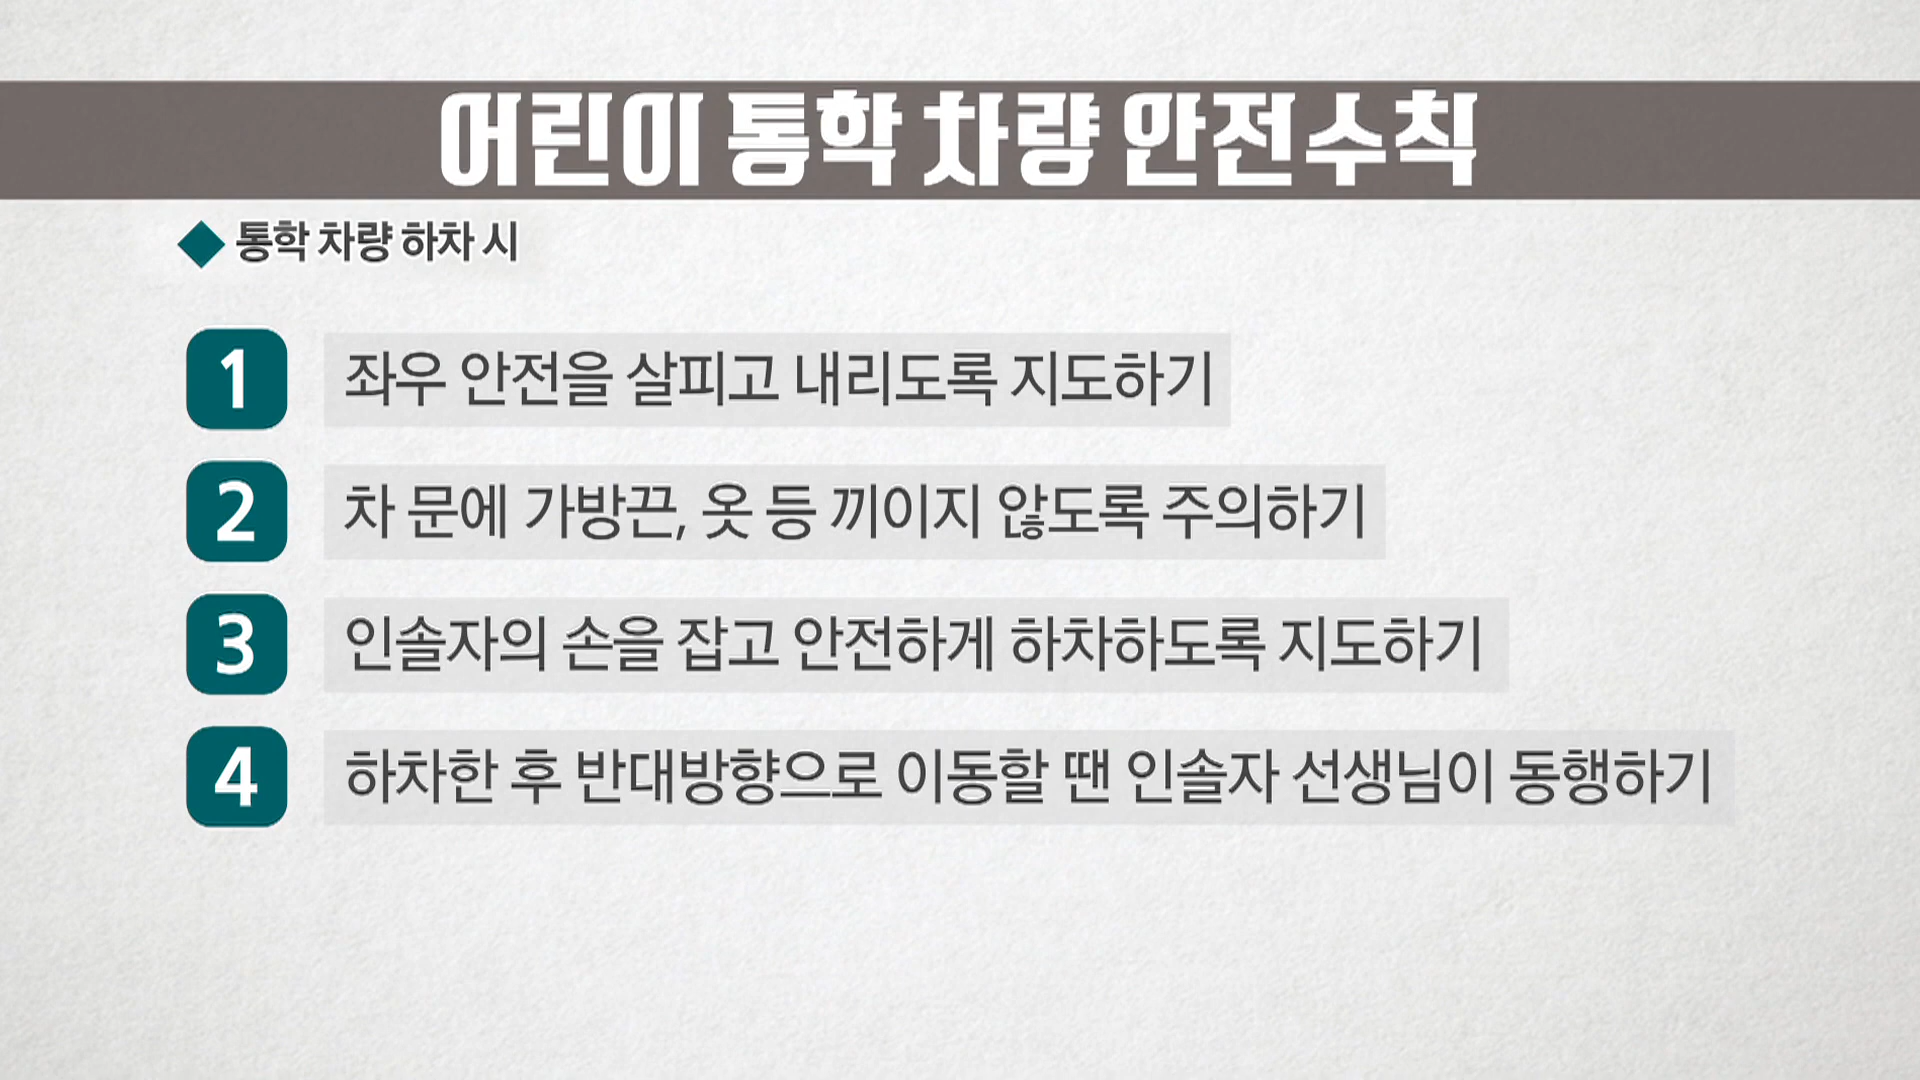 어린이 통학 차량 안전수칙
◆ 통학 차량 하차 시
1 좌우 안전을 살피고 내리도록 지도하기
2 차 문에 가방끈, 옷 등 끼이지 않도록 주의하기
3 인솔자의 손을 잡고 안전하게 하차하도록 지도하기
4 하차한 후 반대방향으로 이동할 땐 인솔자 선생님이 동행하기